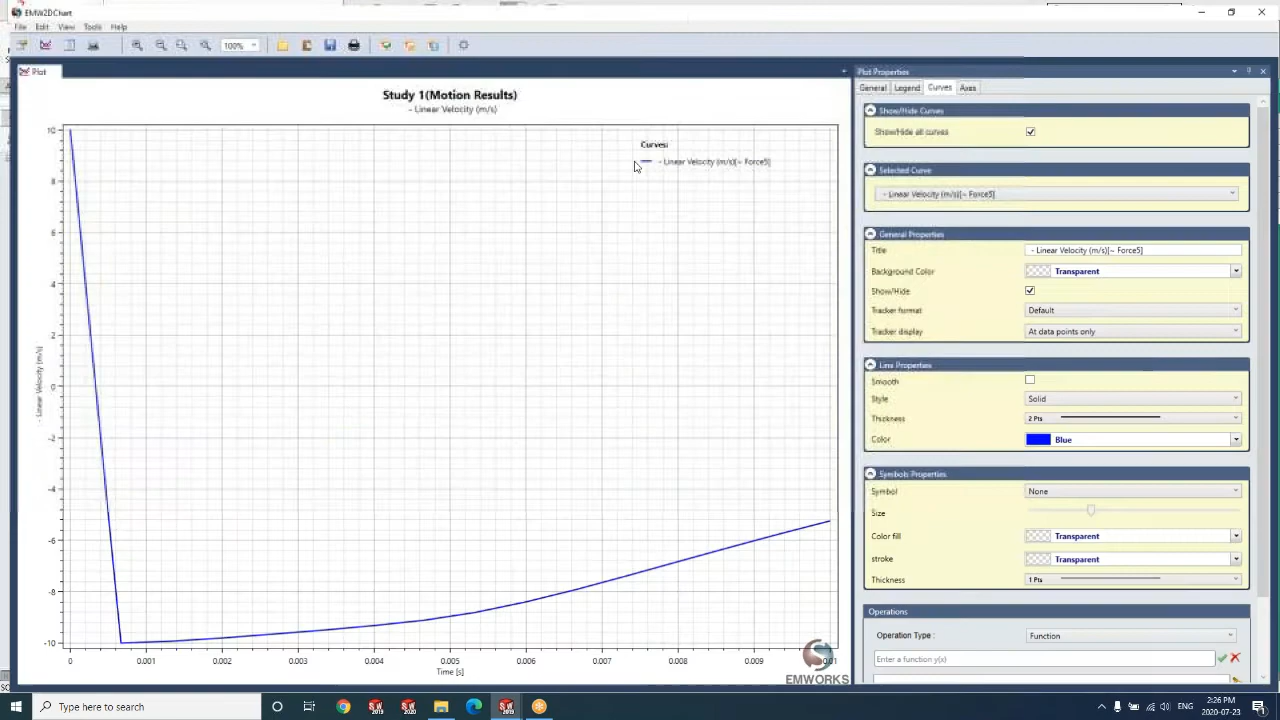 EMW2DChart
File Edit View Tools Help
100%
Plot
Study 1(Motion Results)
- Linear Velocity (m/s)
Curves:
- Linear Velocity (m/s)[~ Force5]
10
8
6
4
2
0
-2
-4
-6
-8
-10
- Linear Velocity (m/s)
0 0.001 0.002 0.003 0.004 0.005 0.006 0.007 0.008 0.009 0.01
Time [s]
EMWORKS
Plot Properties
General Legend Curves Axes
Show/Hide Curves
Show/Hide all curves
Selected Curve
- Linear Velocity (m/s)[~ Force5]
General Properties
Title - Linear Velocity (m/s)[~ Force5]
Background Color Transparent
Show/Hide
Tracker format Default
Tracker display At data points only
Line Properties
Smooth
Style Solid
Thickness 2 Pts
Color Blue
Symbols Properties
Symbol None
Size
Color fill Transparent
stroke Transparent
Thickness 1 Pts
Operations
Operation Type : Function
Enter a function y(x)
Type here to search
2019
2020
2019
2:26 PM
2020-07-23